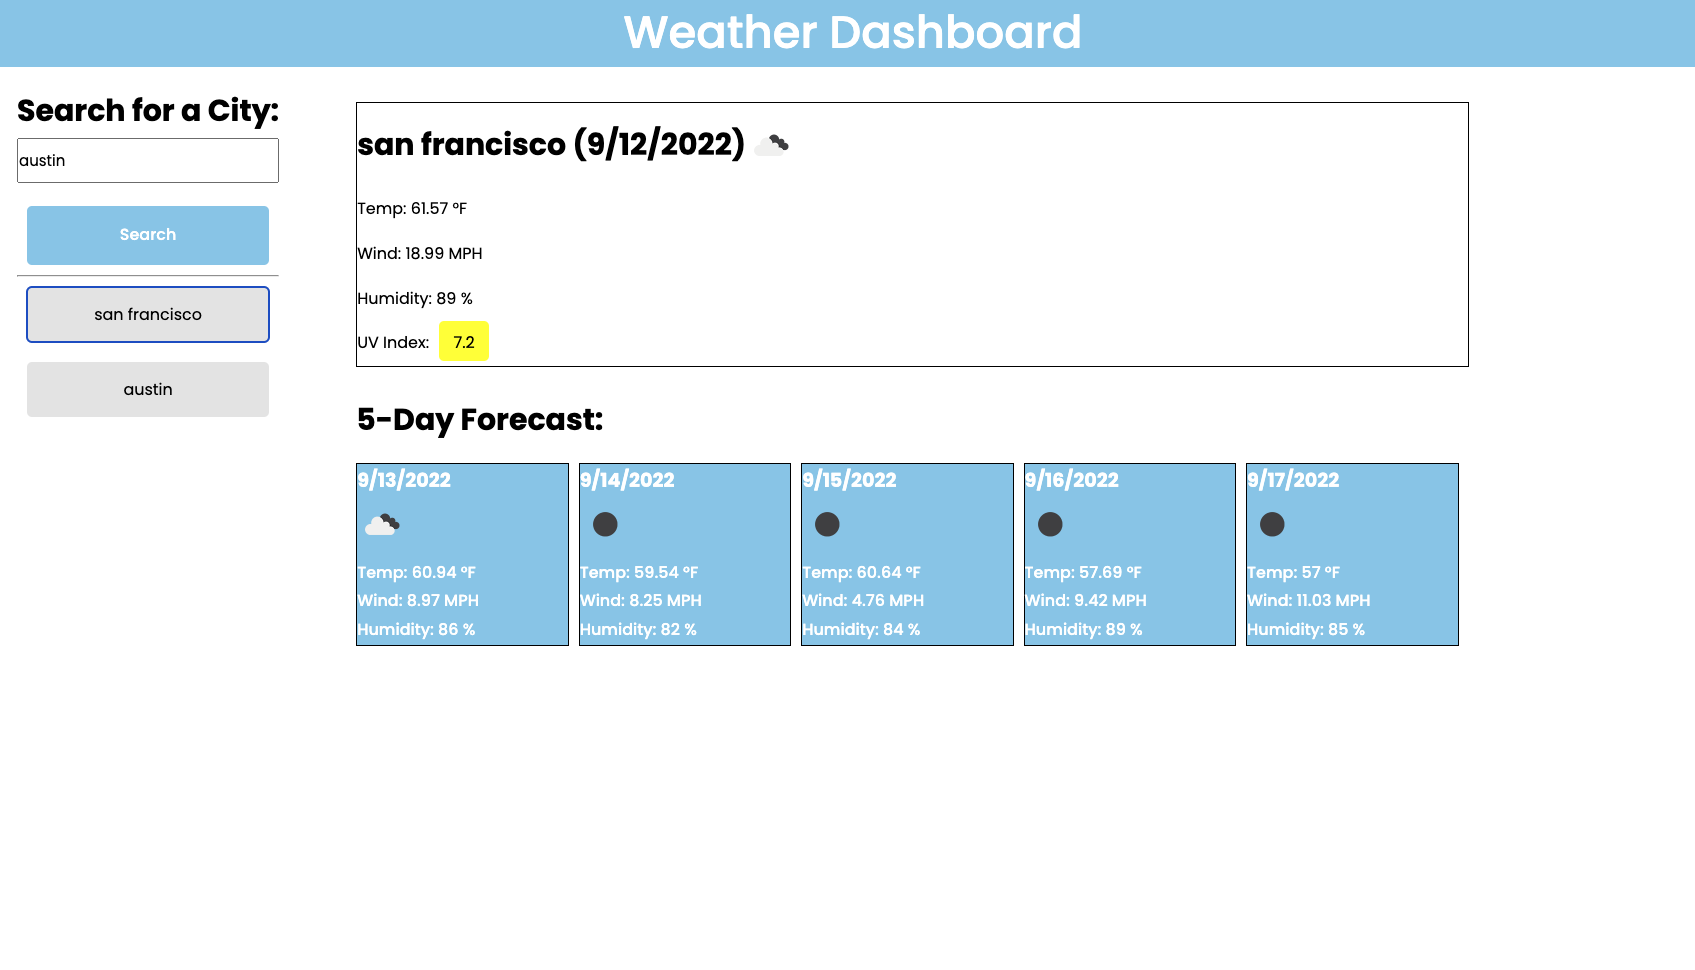 Weather Dashboard
Search for a City:
austin
Search
san francisco
austin
san francisco (9/12/2022)
Temp: 61.57 °F
Wind: 18.99 MPH
Humidity: 89 %
UV Index: 7.2
5-Day Forecast:
9/13/2022
Temp: 60.94 °F
Wind: 8.97 MPH
Humidity: 86 %
9/14/2022
Temp: 59.54 °F
Wind: 8.25 MPH
Humidity: 82 %
9/15/2022
Temp: 60.64 °F
Wind: 4.76 MPH
Humidity: 84 %
9/16/2022
Temp: 57.69 °F
Wind: 9.42 MPH
Humidity: 89 %
9/17/2022
Temp: 57 °F
Wind: 11.03 MPH
Humidity: 85 %